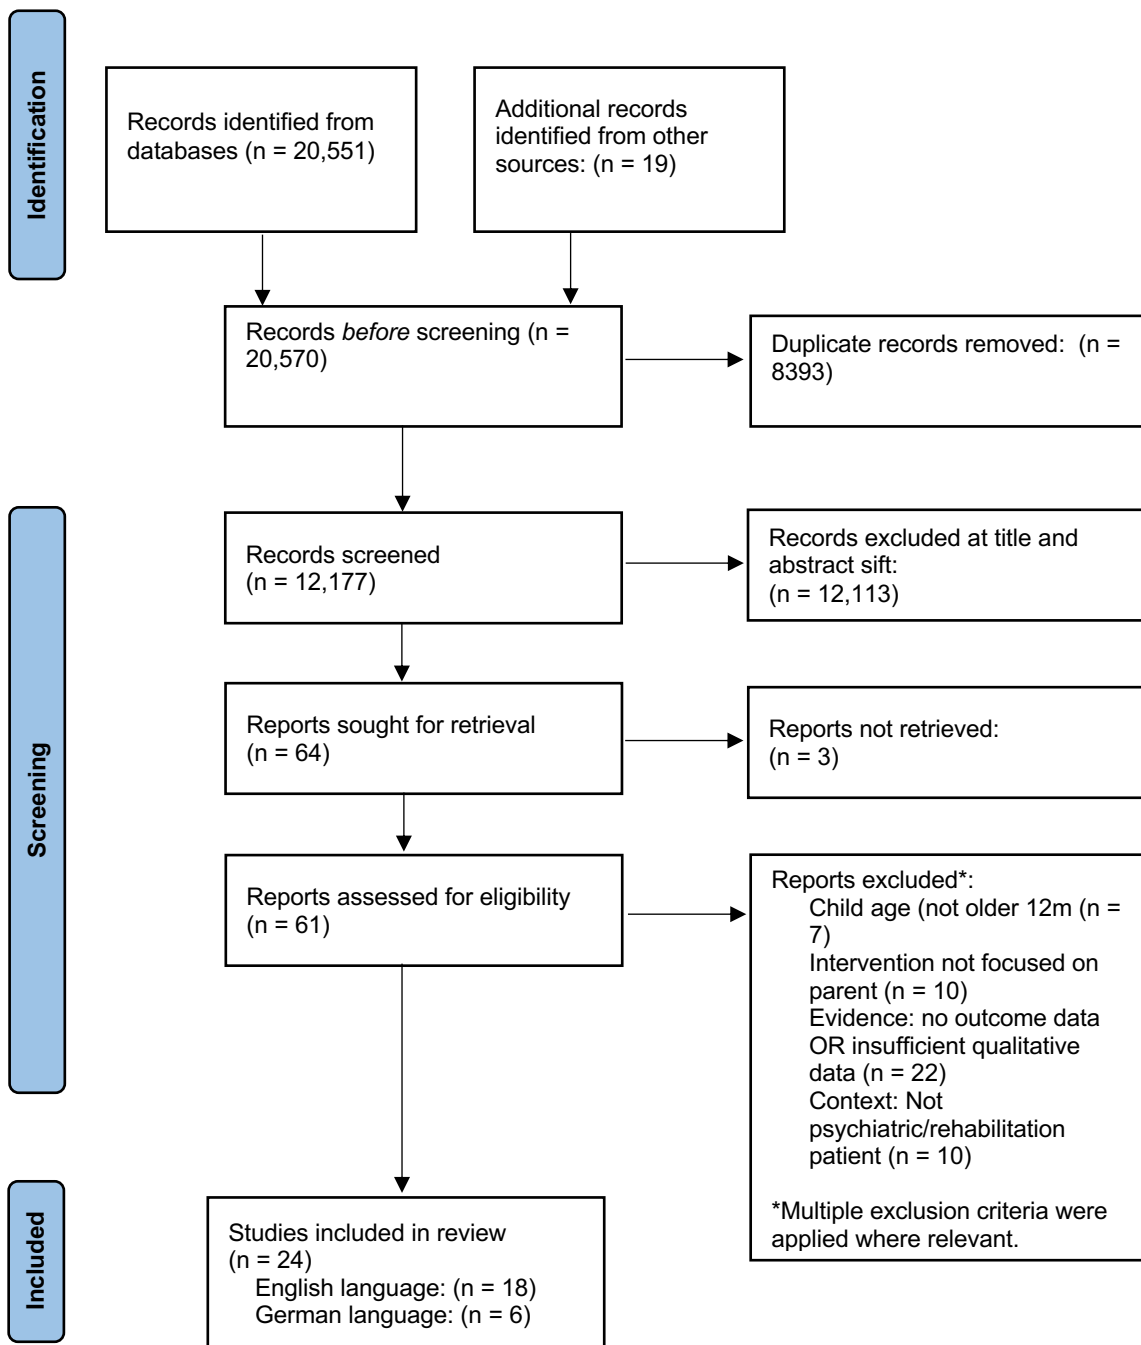 Identification
Records identified from
databases (n = 20,551)
Additional records
identified from other
sources: (n = 19)
Records before screening (n =
20,570)
Duplicate records removed:  (n =
8393)
Screening
Records screened
(n = 12,177)
Records excluded at title and
abstract sift:
(n = 12,113)
Reports sought for retrieval
(n = 64)
Reports not retrieved:
(n = 3)
Reports assessed for eligibility
(n = 61)
Reports excluded*:
Child age (not older 12m (n =
7)
Intervention not focused on
parent (n = 10)
Evidence: no outcome data
OR insufficient qualitative
data (n = 22)
Context: Not
psychiatric/rehabilitation
patient (n = 10)
*Multiple exclusion criteria were
applied where relevant.
Included
Studies included in review
(n = 24)
English language: (n = 18)
German language: (n = 6)